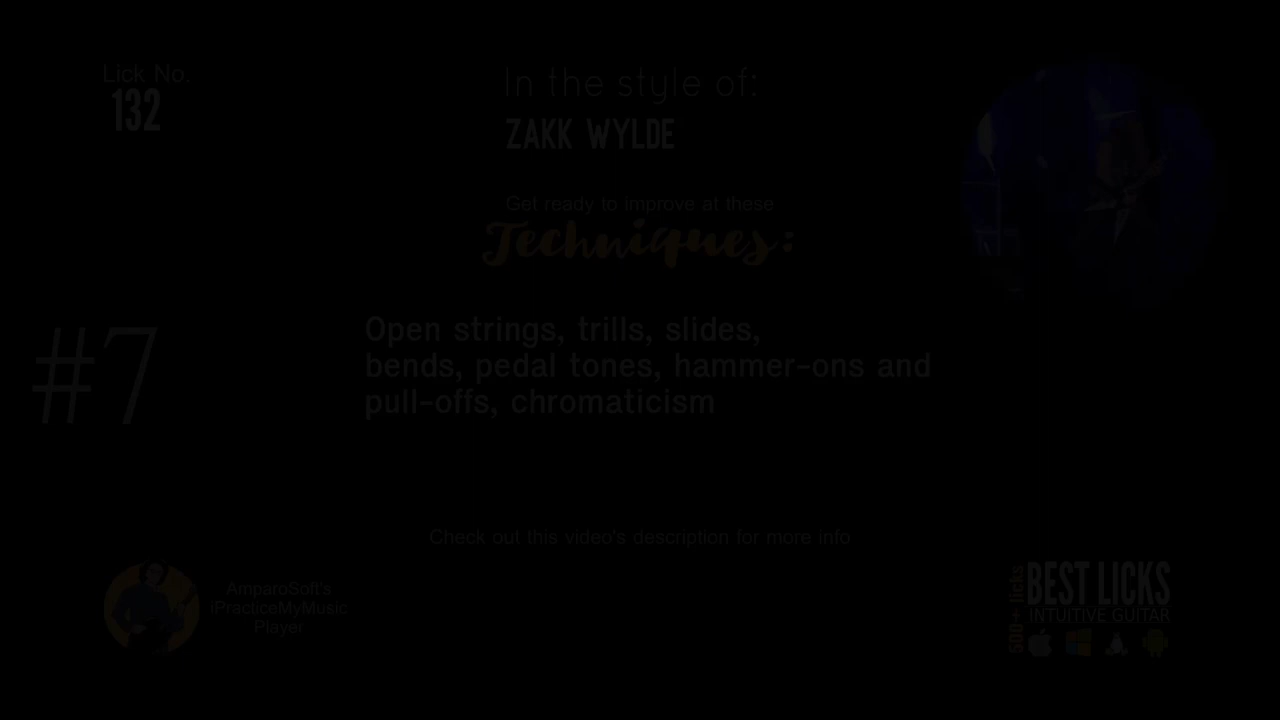 Lick No.
132
In the style of:
ZAKK WYLDE
Get ready to improve at these
Techniques:
#7
Open strings, trills, slides,
bends, pedal tones, hammer-ons and
pull-offs, chromaticism
Check out this video's description for more info
AmparoSoft's
iPracticeMyMusic
Player
600+ licks
BEST LICKS
INTUITIVE GUITAR